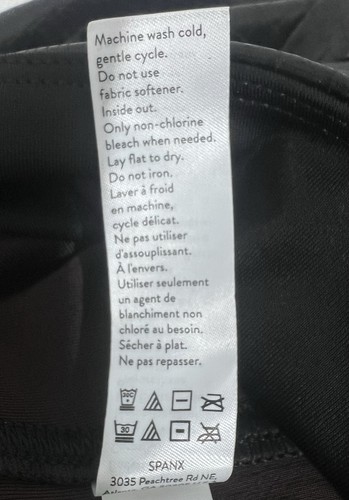 Machine wash cold,
gentle cycle.
Do not use
fabric softener.
Inside out.
Only non-chlorine
bleach when needed.
Lay flat to dry.
Do not iron.
Laver à froid
en machine,
cycle délicat.
Ne pas utiliser
d'assouplissant.
À l'envers.
Utiliser seulement
un agent de
blanchiment non
chloré au besoin.
Sécher à plat.
Ne pas repasser.
30C
30
SPANX
3035 Peachtree Rd NE,